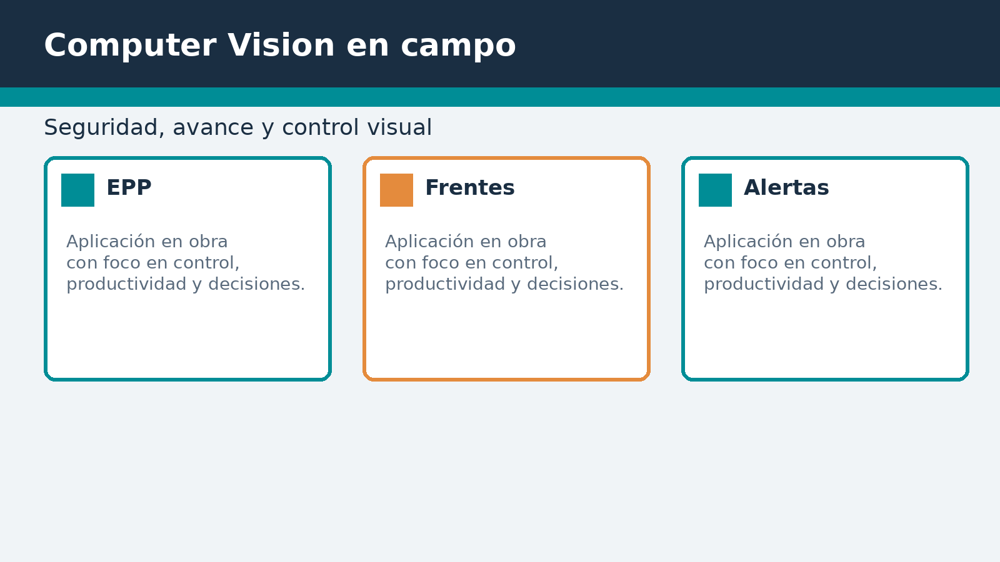 Computer Vision en campo
Seguridad, avance y control visual
EPP
Aplicación en obra
con foco en control,
productividad y decisiones.
Frentes
Aplicación en obra
con foco en control,
productividad y decisiones.
Alertas
Aplicación en obra
con foco en control,
productividad y decisiones.